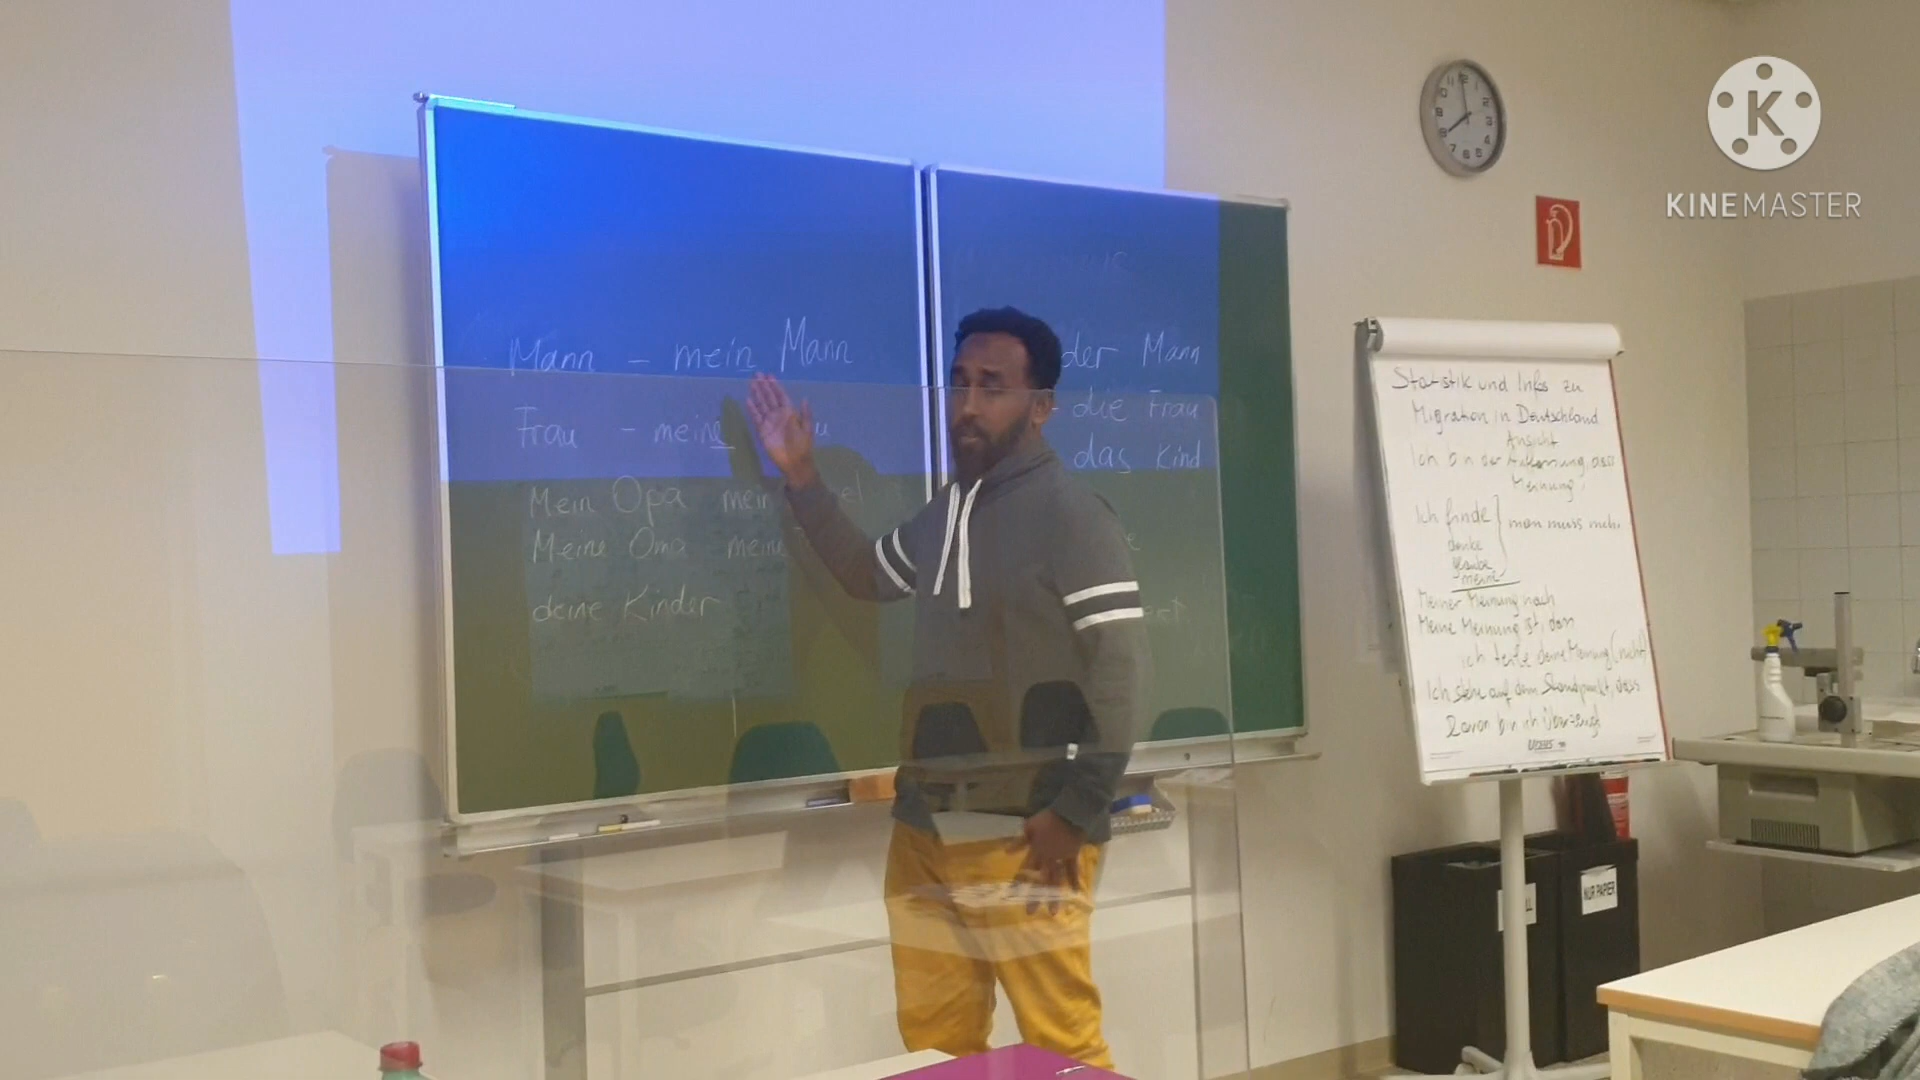 Mann - mein Mann
Frau - meine
Mein Opa mein
Meine Oma meine
deine Kinder
der Mann
- die Frau
das Kind
Statistik und Infos zu
Migration in Deutschland
Ansicht
Ich bin der Auffassung, dass
Meinung
Ich finde } man muss mehr
denke
glaube
meine
Meiner Meinung nach
Meine Meinung ist, dass
ich teile deine Meinung (nicht)
Ich stehe auf dem Standpunkt, dass
Davon bin ich überzeugt
NUR PAPIER
KINEMASTER